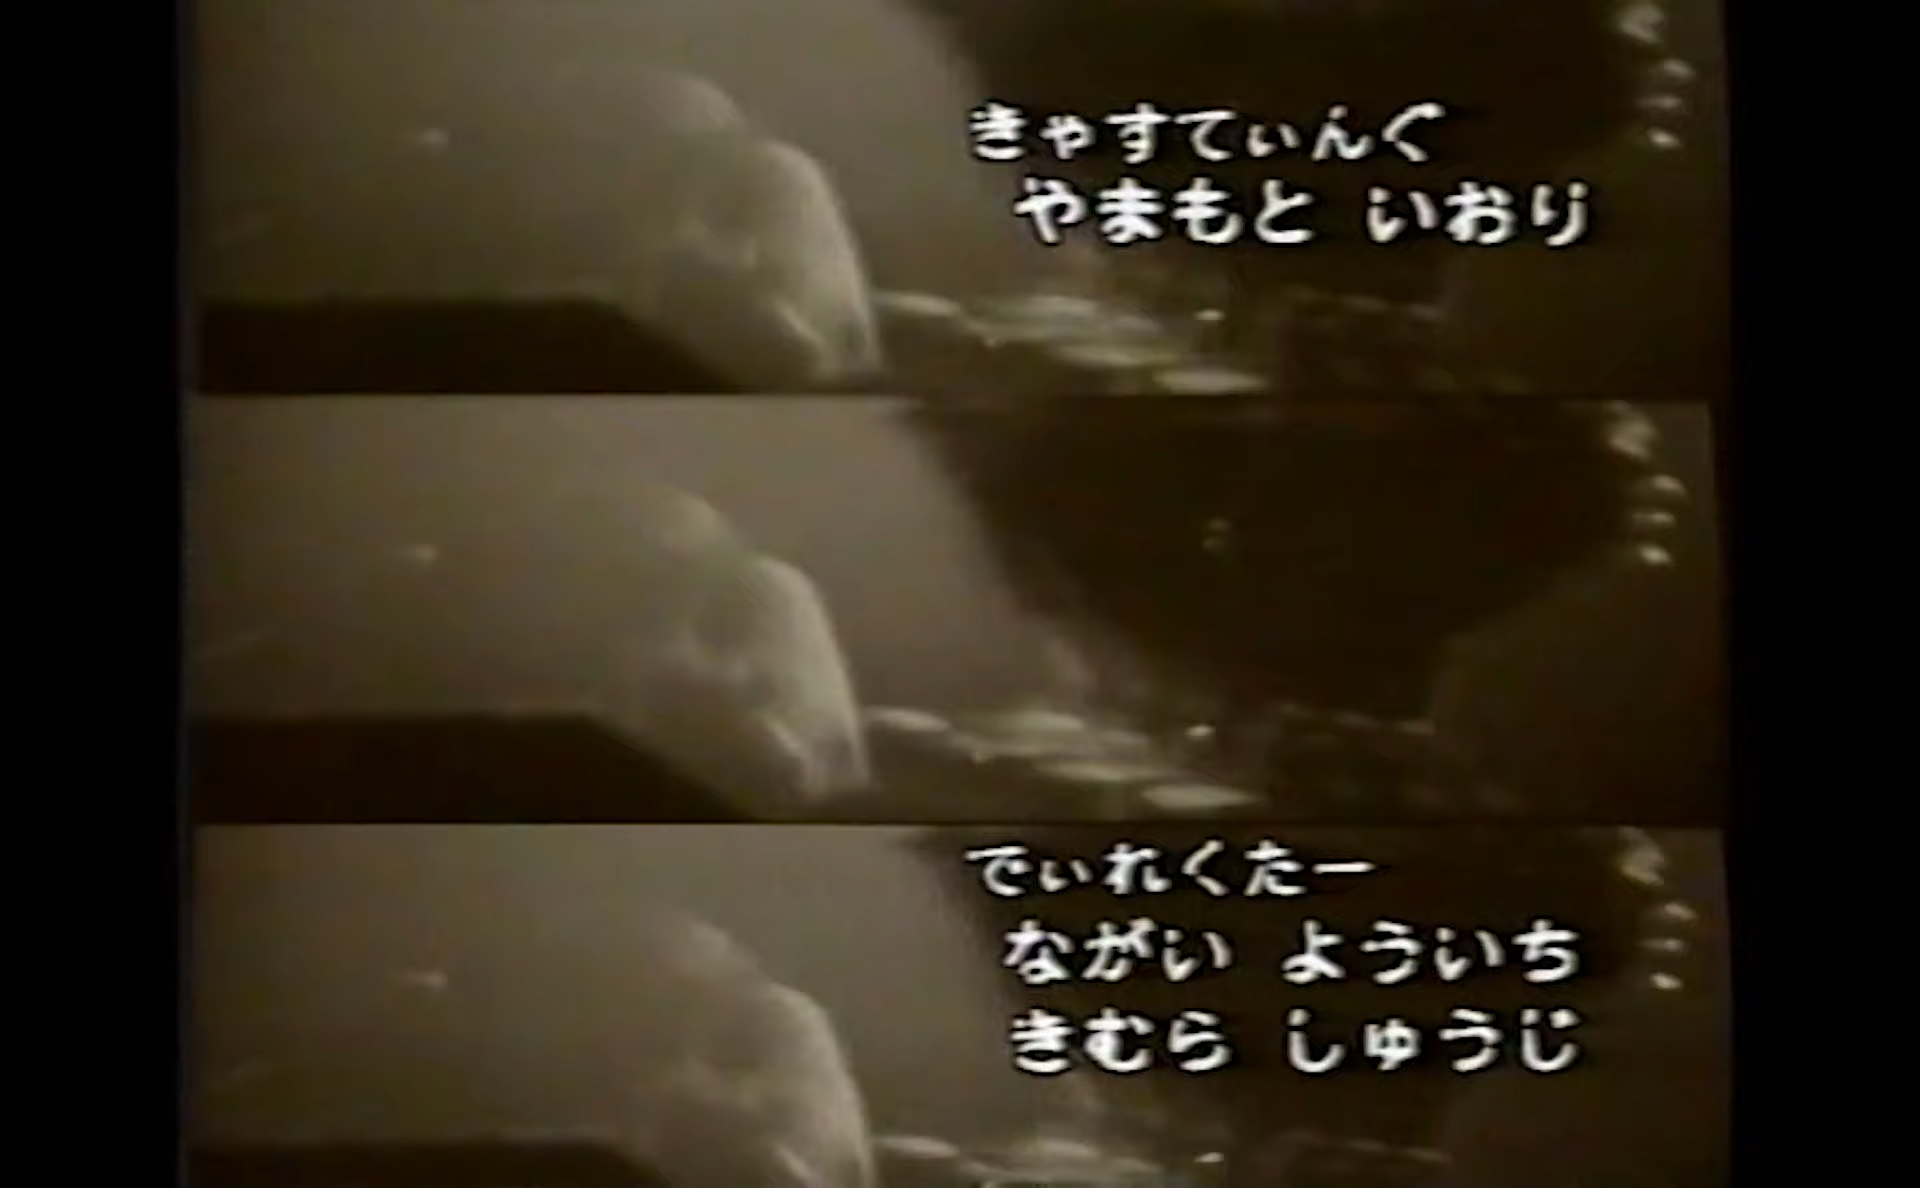 きゃすてぃんぐ
やまもと いおり
でぃれくたー
ながい よういち
きむら しゅうじ